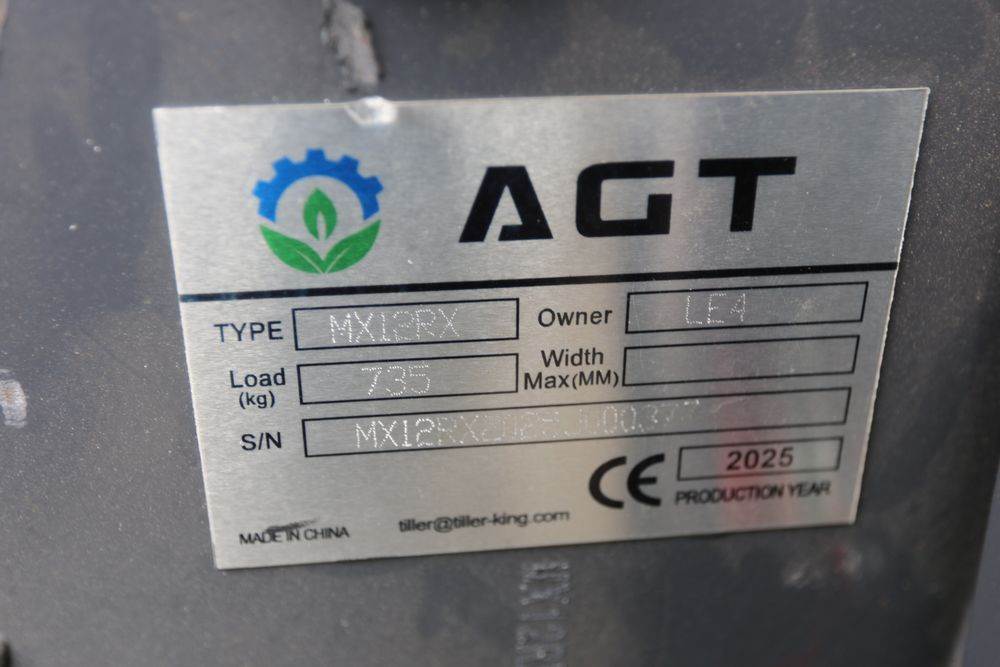 AGT
TYPE MX12RX Owner LE4
Load (kg) 735 Width Max(MM)
S/N
CE 2025
PRODUCTION YEAR
MADE IN CHINA tiller@tiller-king.com